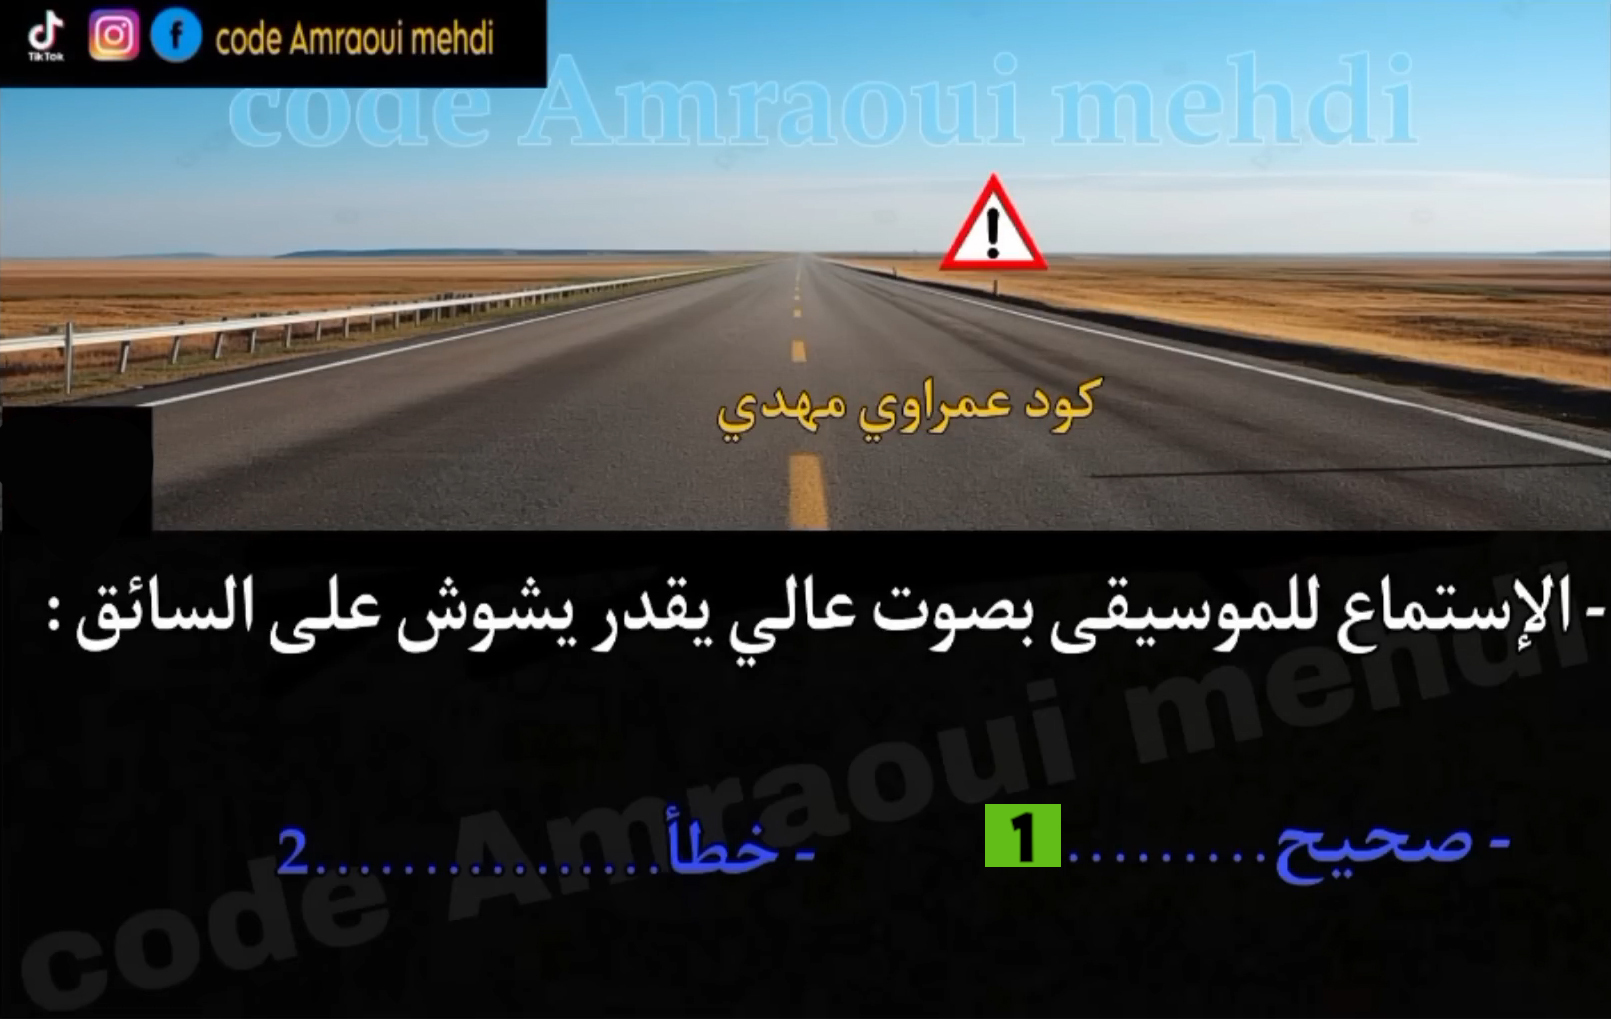 TikTok
code Amraoui mehdi
code Amraoui mehdi
كود عمراوي مهدي
- الإستماع للموسيقى بصوت عالي يقدر يشوش على السائق :
- صحيح.........1
- خطأ...............2
code Amraoui mehdi